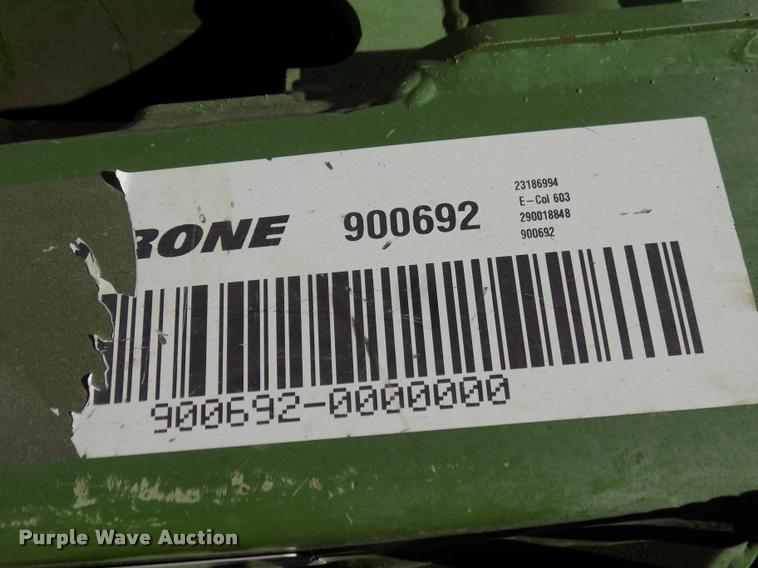 RONE
900692
23186994
E-Col 603
290018848
900692
900692-0000000
Purple Wave Auction